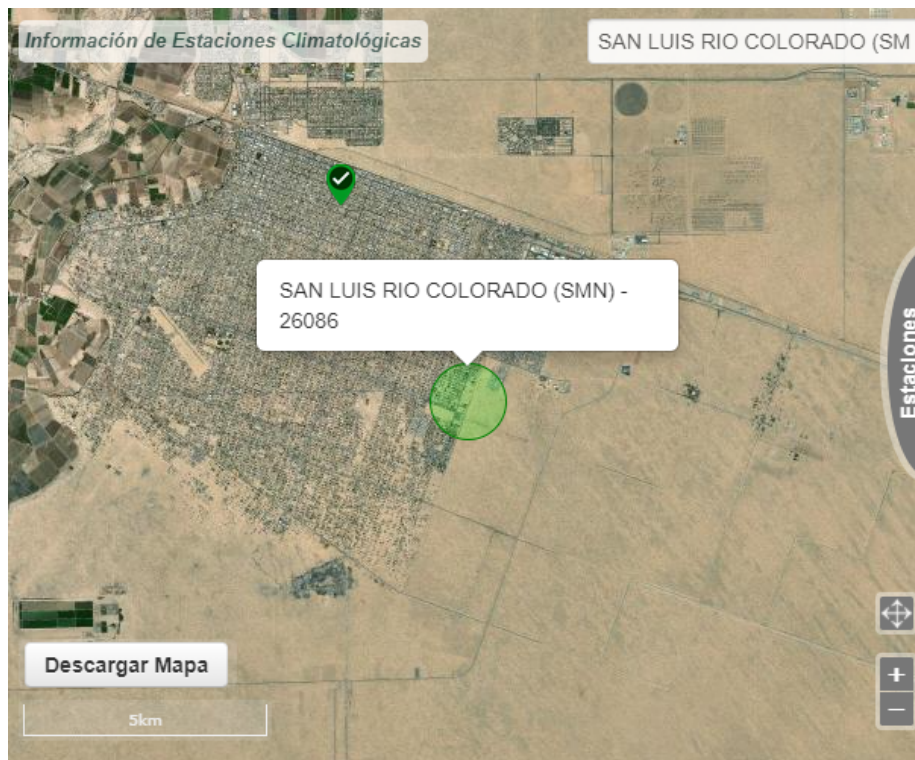 Información de Estaciones Climatológicas
SAN LUIS RIO COLORADO (SM
SAN LUIS RIO COLORADO (SMN) -
26086
Estaciones
Descargar Mapa
5km
+
−